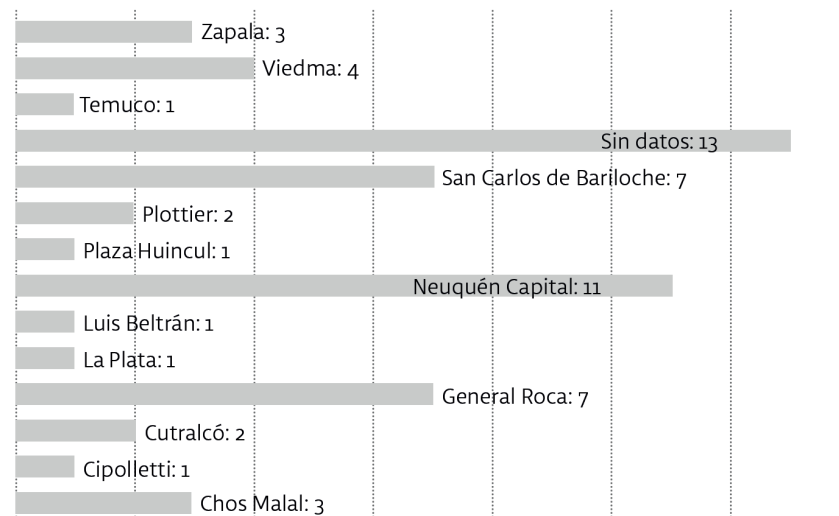 Zapala: 3
Viedma: 4
Temuco: 1
Sin datos: 13
San Carlos de Bariloche: 7
Plottier: 2
Plaza Huincul: 1
Neuquén Capital: 11
Luis Beltrán: 1
La Plata: 1
General Roca: 7
Cutralcó: 2
Cipolletti: 1
Chos Malal: 3